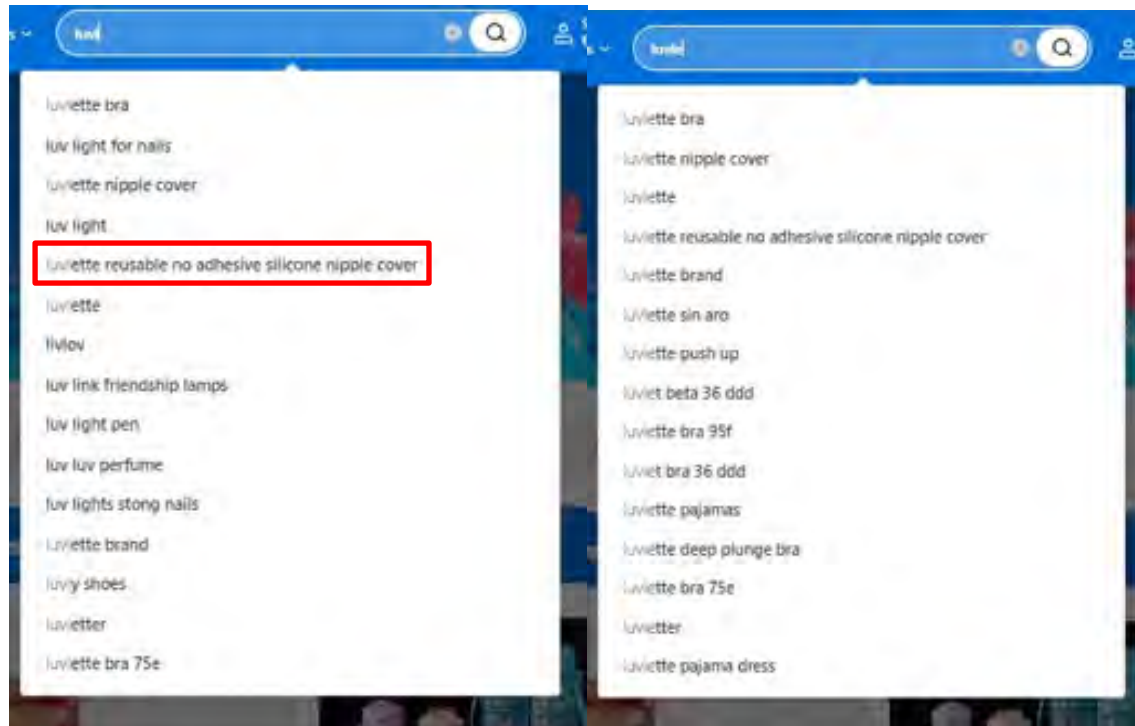 luvi
luviette bra
luv light for nails
luviette nipple cover
luv light
luviette reusable no adhesive silicone nipple cover
luviette
livlov
luv link friendship lamps
luv light pen
luv luv perfume
luv lights stong nails
luviette brand
luvly shoes
luvietter
luviette bra 75e
luviette bra
luviette nipple cover
luviette
luviette reusable no adhesive silicone nipple cover
luviette brand
luviette sin aro
luviette push up
luviet beta 36 ddd
luviette bra 95f
luviet bra 36 ddd
luviette pajamas
luviette deep plunge bra
luviette bra 75e
luvietter
luviette pajama dress